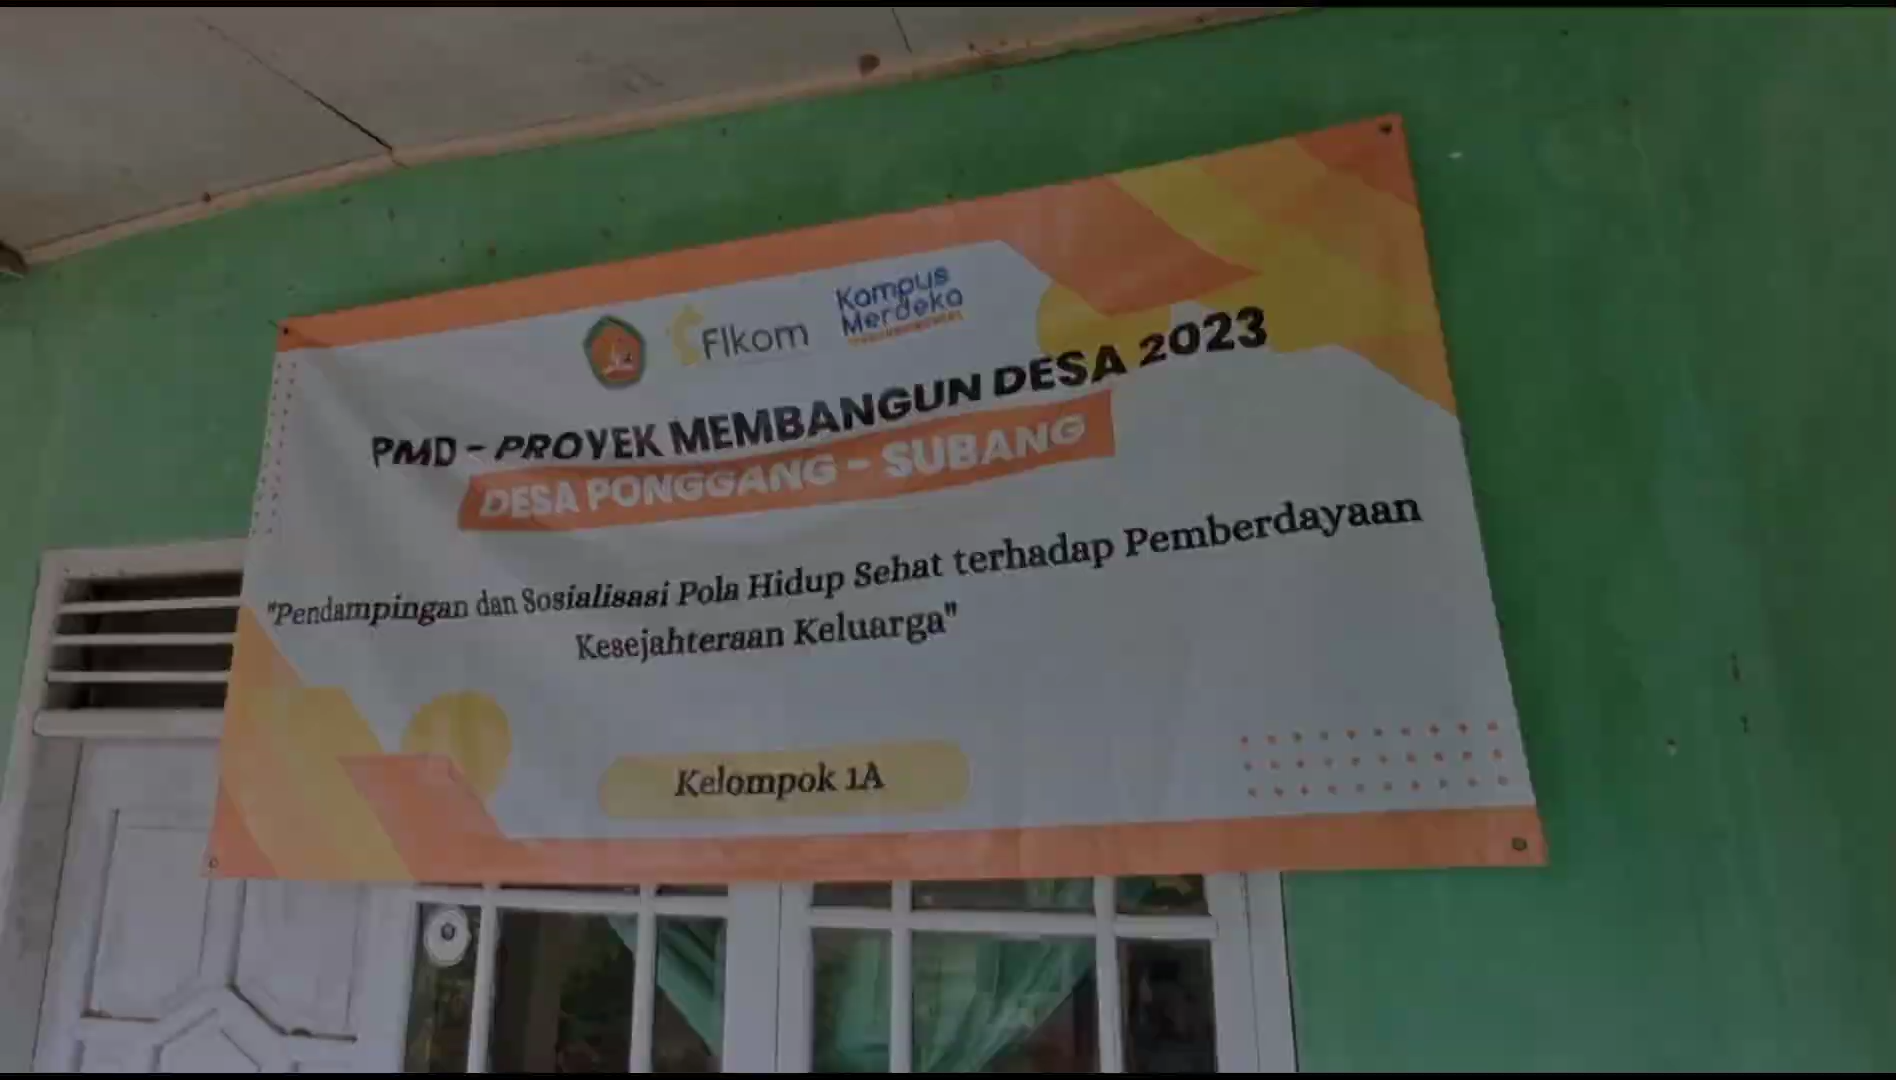 FIkom
Kampus
Merdeka
PMD - PROYEK MEMBANGUN DESA 2023
DESA PONGGANG - SUBANG
"Pendampingan dan Sosialisasi Pola Hidup Sehat terhadap Pemberdayaan
Kesejahteraan Keluarga"
Kelompok 1A